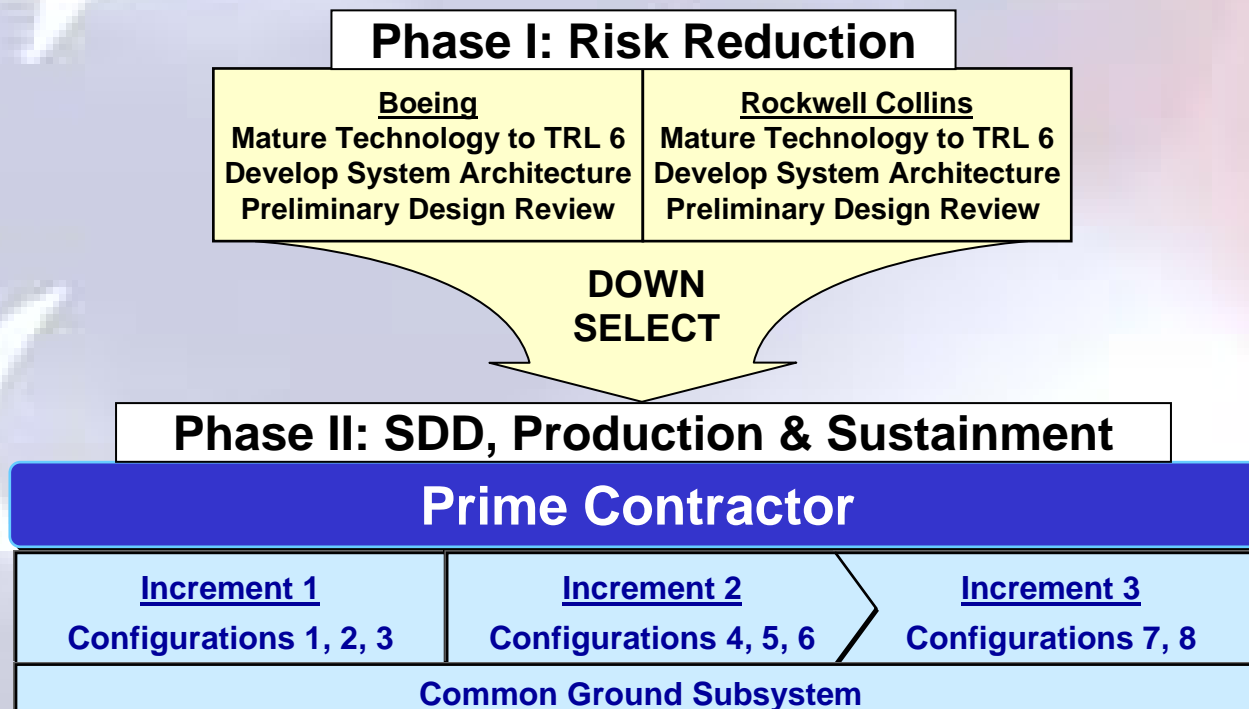 Phase I: Risk Reduction
Boeing
Mature Technology to TRL 6
Develop System Architecture
Preliminary Design Review
Rockwell Collins
Mature Technology to TRL 6
Develop System Architecture
Preliminary Design Review
DOWN
SELECT
Phase II: SDD, Production & Sustainment
Prime Contractor
Increment 1
Configurations 1, 2, 3
Increment 2
Configurations 4, 5, 6
Increment 3
Configurations 7, 8
Common Ground Subsystem